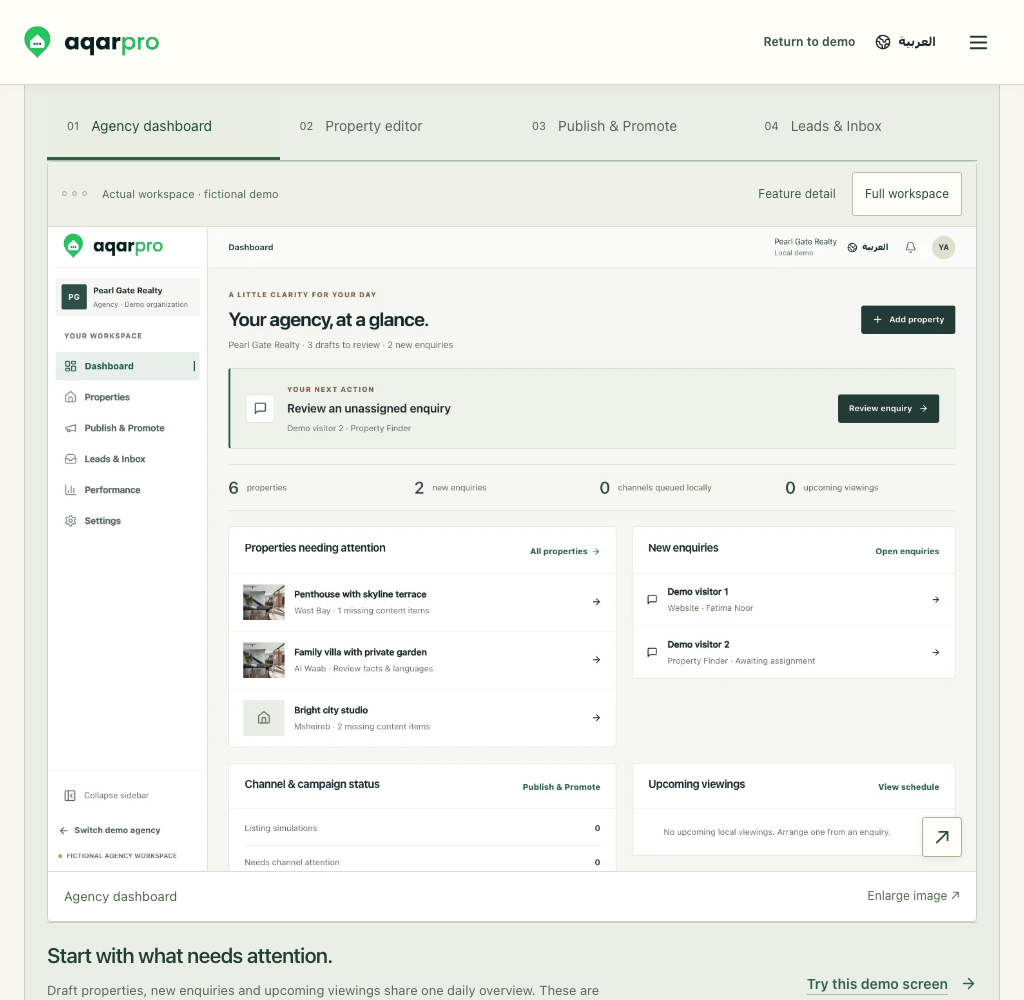 aqarpro
Return to demo
العربية
01 Agency dashboard
02 Property editor
03 Publish & Promote
04 Leads & Inbox
Actual workspace · fictional demo
Feature detail
Full workspace
aqarpro
Dashboard
Pearl Gate Realty
Local demo
العربية
YA
PG
Pearl Gate Realty
Agency · Demo organization
YOUR WORKSPACE
Dashboard
Properties
Publish & Promote
Leads & Inbox
Performance
Settings
Collapse sidebar
Switch demo agency
FICTIONAL AGENCY WORKSPACE
A LITTLE CLARITY FOR YOUR DAY
Your agency, at a glance.
Pearl Gate Realty · 3 drafts to review · 2 new enquiries
Add property
YOUR NEXT ACTION
Review an unassigned enquiry
Demo visitor 2 · Property Finder
Review enquiry
6 properties
2 new enquiries
0 channels queued locally
0 upcoming viewings
Properties needing attention
All properties
Penthouse with skyline terrace
West Bay · 1 missing content items
Family villa with private garden
Al Waab · Review facts & languages
Bright city studio
Msheireb · 2 missing content items
New enquiries
Open enquiries
Demo visitor 1
Website · Fatima Noor
Demo visitor 2
Property Finder · Awaiting assignment
Channel & campaign status
Publish & Promote
Listing simulations 0
Needs channel attention 0
Upcoming viewings
View schedule
No upcoming local viewings. Arrange one from an enquiry.
Agency dashboard
Enlarge image
Start with what needs attention.
Draft properties, new enquiries and upcoming viewings share one daily overview. These are
Try this demo screen